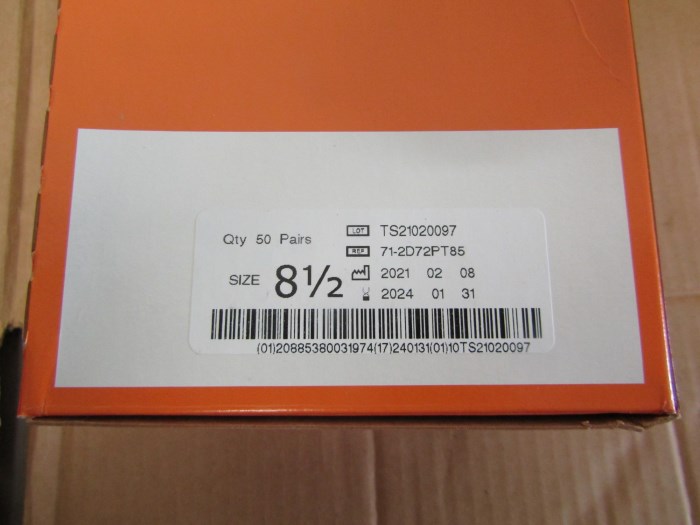 Qty 50 Pairs
SIZE 8½
LOT TS21020097
REF 71-2D72PT85
2021 02 08
2024 01 31
(01)20885380031974(17)240131(01)10TS21020097